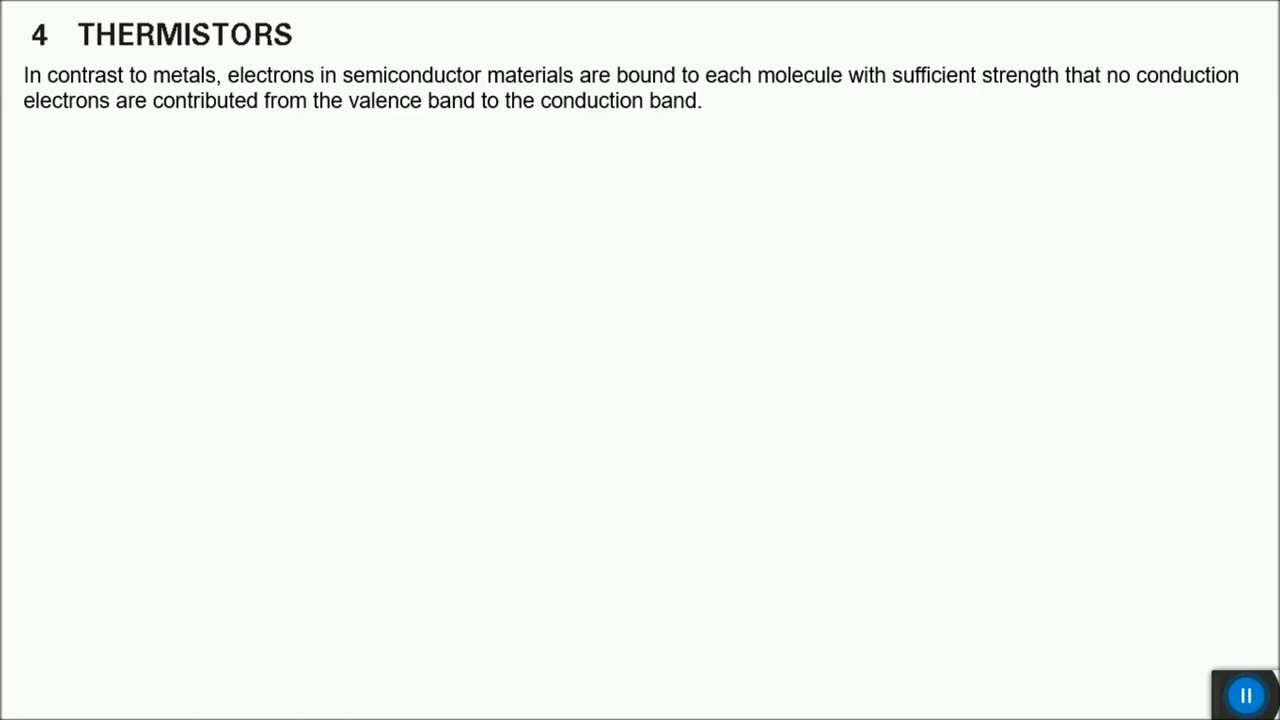 4 THERMISTORS
In contrast to metals, electrons in semiconductor materials are bound to each molecule with sufficient strength that no conduction
electrons are contributed from the valence band to the conduction band.